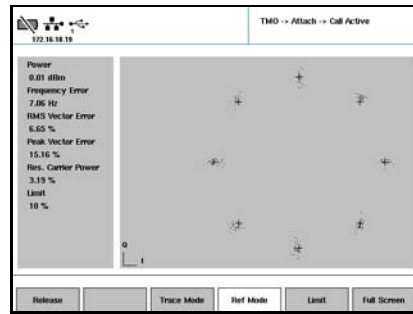 172.16.18.19
TMO -> Attach -> Call Active
Power
0.01 dBm
Frequency Error
7.06 Hz
RMS Vector Error
6.65 %
Peak Vector Error
15.16 %
Res. Carrier Power
3.19 %
Limit
10 %
Q
I
Release
Trace Mode
Ref Mode
Limit
Full Screen